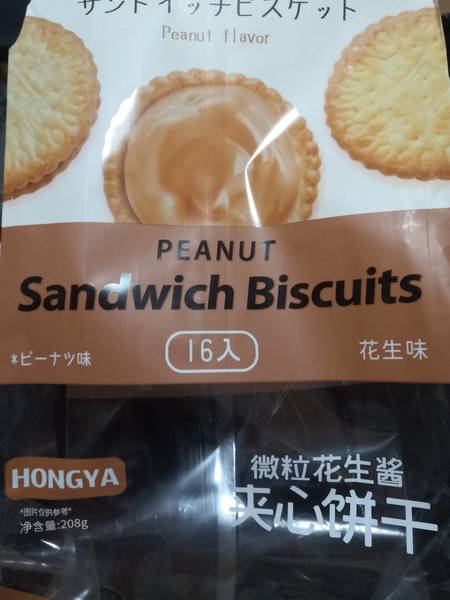 サンドイッチビスケット
Peanut flavor
PEANUT
Sandwich Biscuits
*ピーナツ味
16入
花生味
HONGYA
微粒花生酱
夹心饼干
*图片仅供参考*
净含量:208g